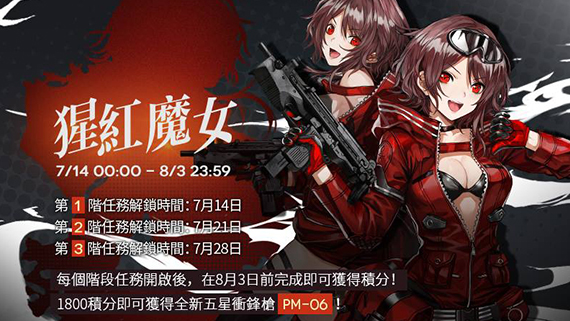 猩紅魔女
7/14 00:00 – 8/3 23:59
第 1 階任務解鎖時間：7月14日
第 2 階任務解鎖時間：7月21日
第 3 階任務解鎖時間：7月28日
每個階段任務開啟後，在8月3日前完成即可獲得積分！
1800積分即可獲得全新五星衝鋒槍 PM-06 ！